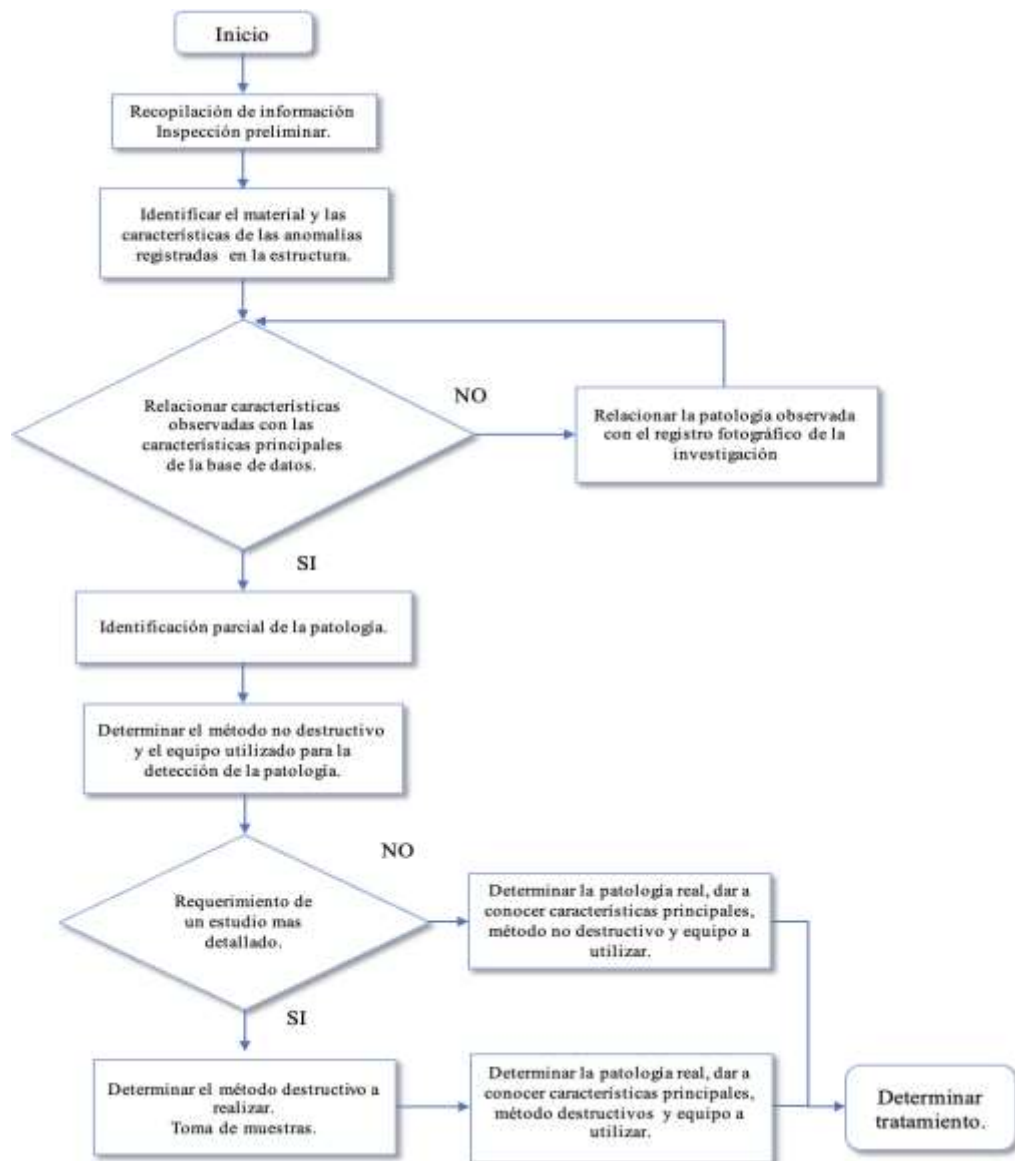 Inicio
Recopilación de información
Inspección preliminar.
Identificar el material y las
características de las anomalías
registradas en la estructura.
Relacionar características
observadas con las
características principales
de la base de datos.
NO
Relacionar la patología observada
con el registro fotográfico de la
investigación
SI
Identificación parcial de la patología.
Determinar el método no destructivo
y el equipo utilizado para la
detección de la patología.
Requerimiento de
un estudio mas
detallado.
NO
Determinar la patología real, dar a
conocer características principales,
método no destructivo y equipo a
utilizar.
SI
Determinar el método destructivo a
realizar.
Toma de muestras.
Determinar la patología real, dar a
conocer características principales,
método destructivos y equipo a
utilizar.
Determinar
tratamiento.